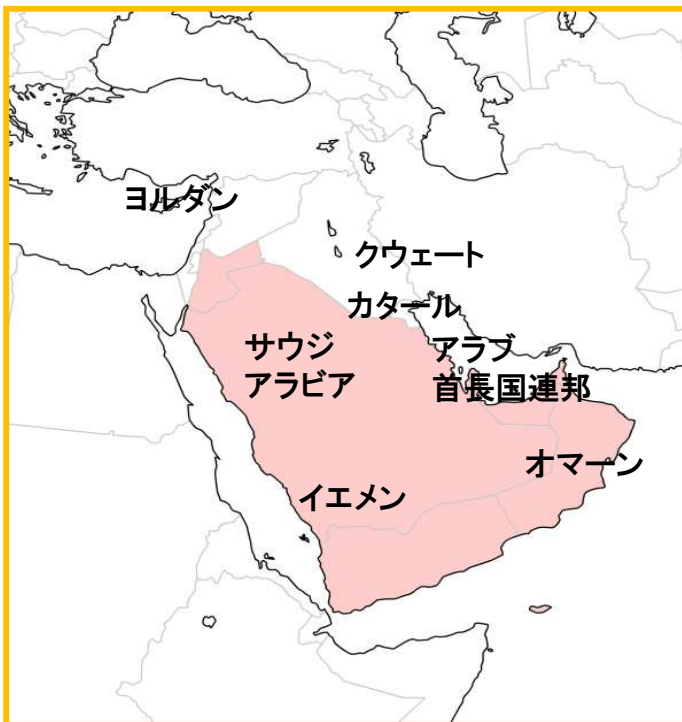 ヨルダン
クウェート
カタール
サウジ
アラビア
アラブ
首長国連邦
オマーン
イエメン